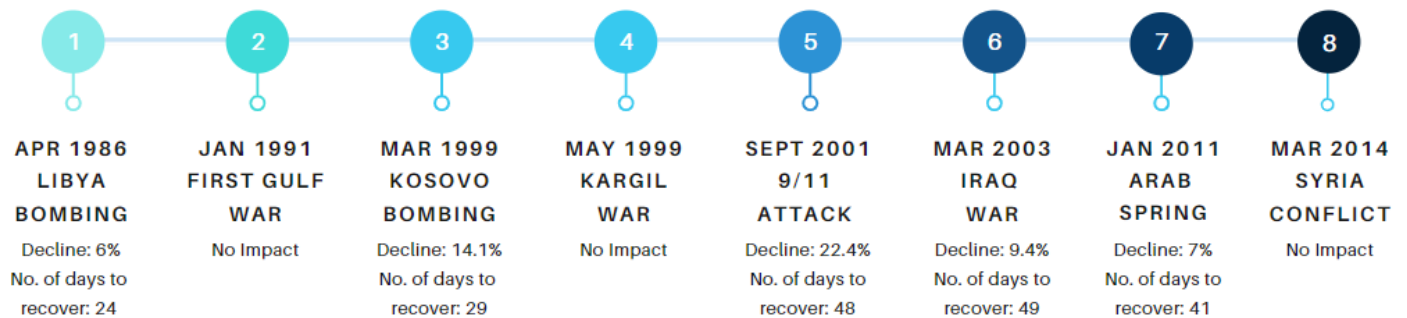 1
2
3
4
5
6
7
8
APR 1986
LIBYA
BOMBING
Decline: 6%
No. of days to
recover: 24
JAN 1991
FIRST GULF
WAR
No Impact
MAR 1999
KOSOVO
BOMBING
Decline: 14.1%
No. of days to
recover: 29
MAY 1999
KARGIL
WAR
No Impact
SEPT 2001
9/11
ATTACK
Decline: 22.4%
No. of days to
recover: 48
MAR 2003
IRAQ
WAR
Decline: 9.4%
No. of days to
recover: 49
JAN 2011
ARAB
SPRING
Decline: 7%
No. of days to
recover: 41
MAR 2014
SYRIA
CONFLICT
No Impact